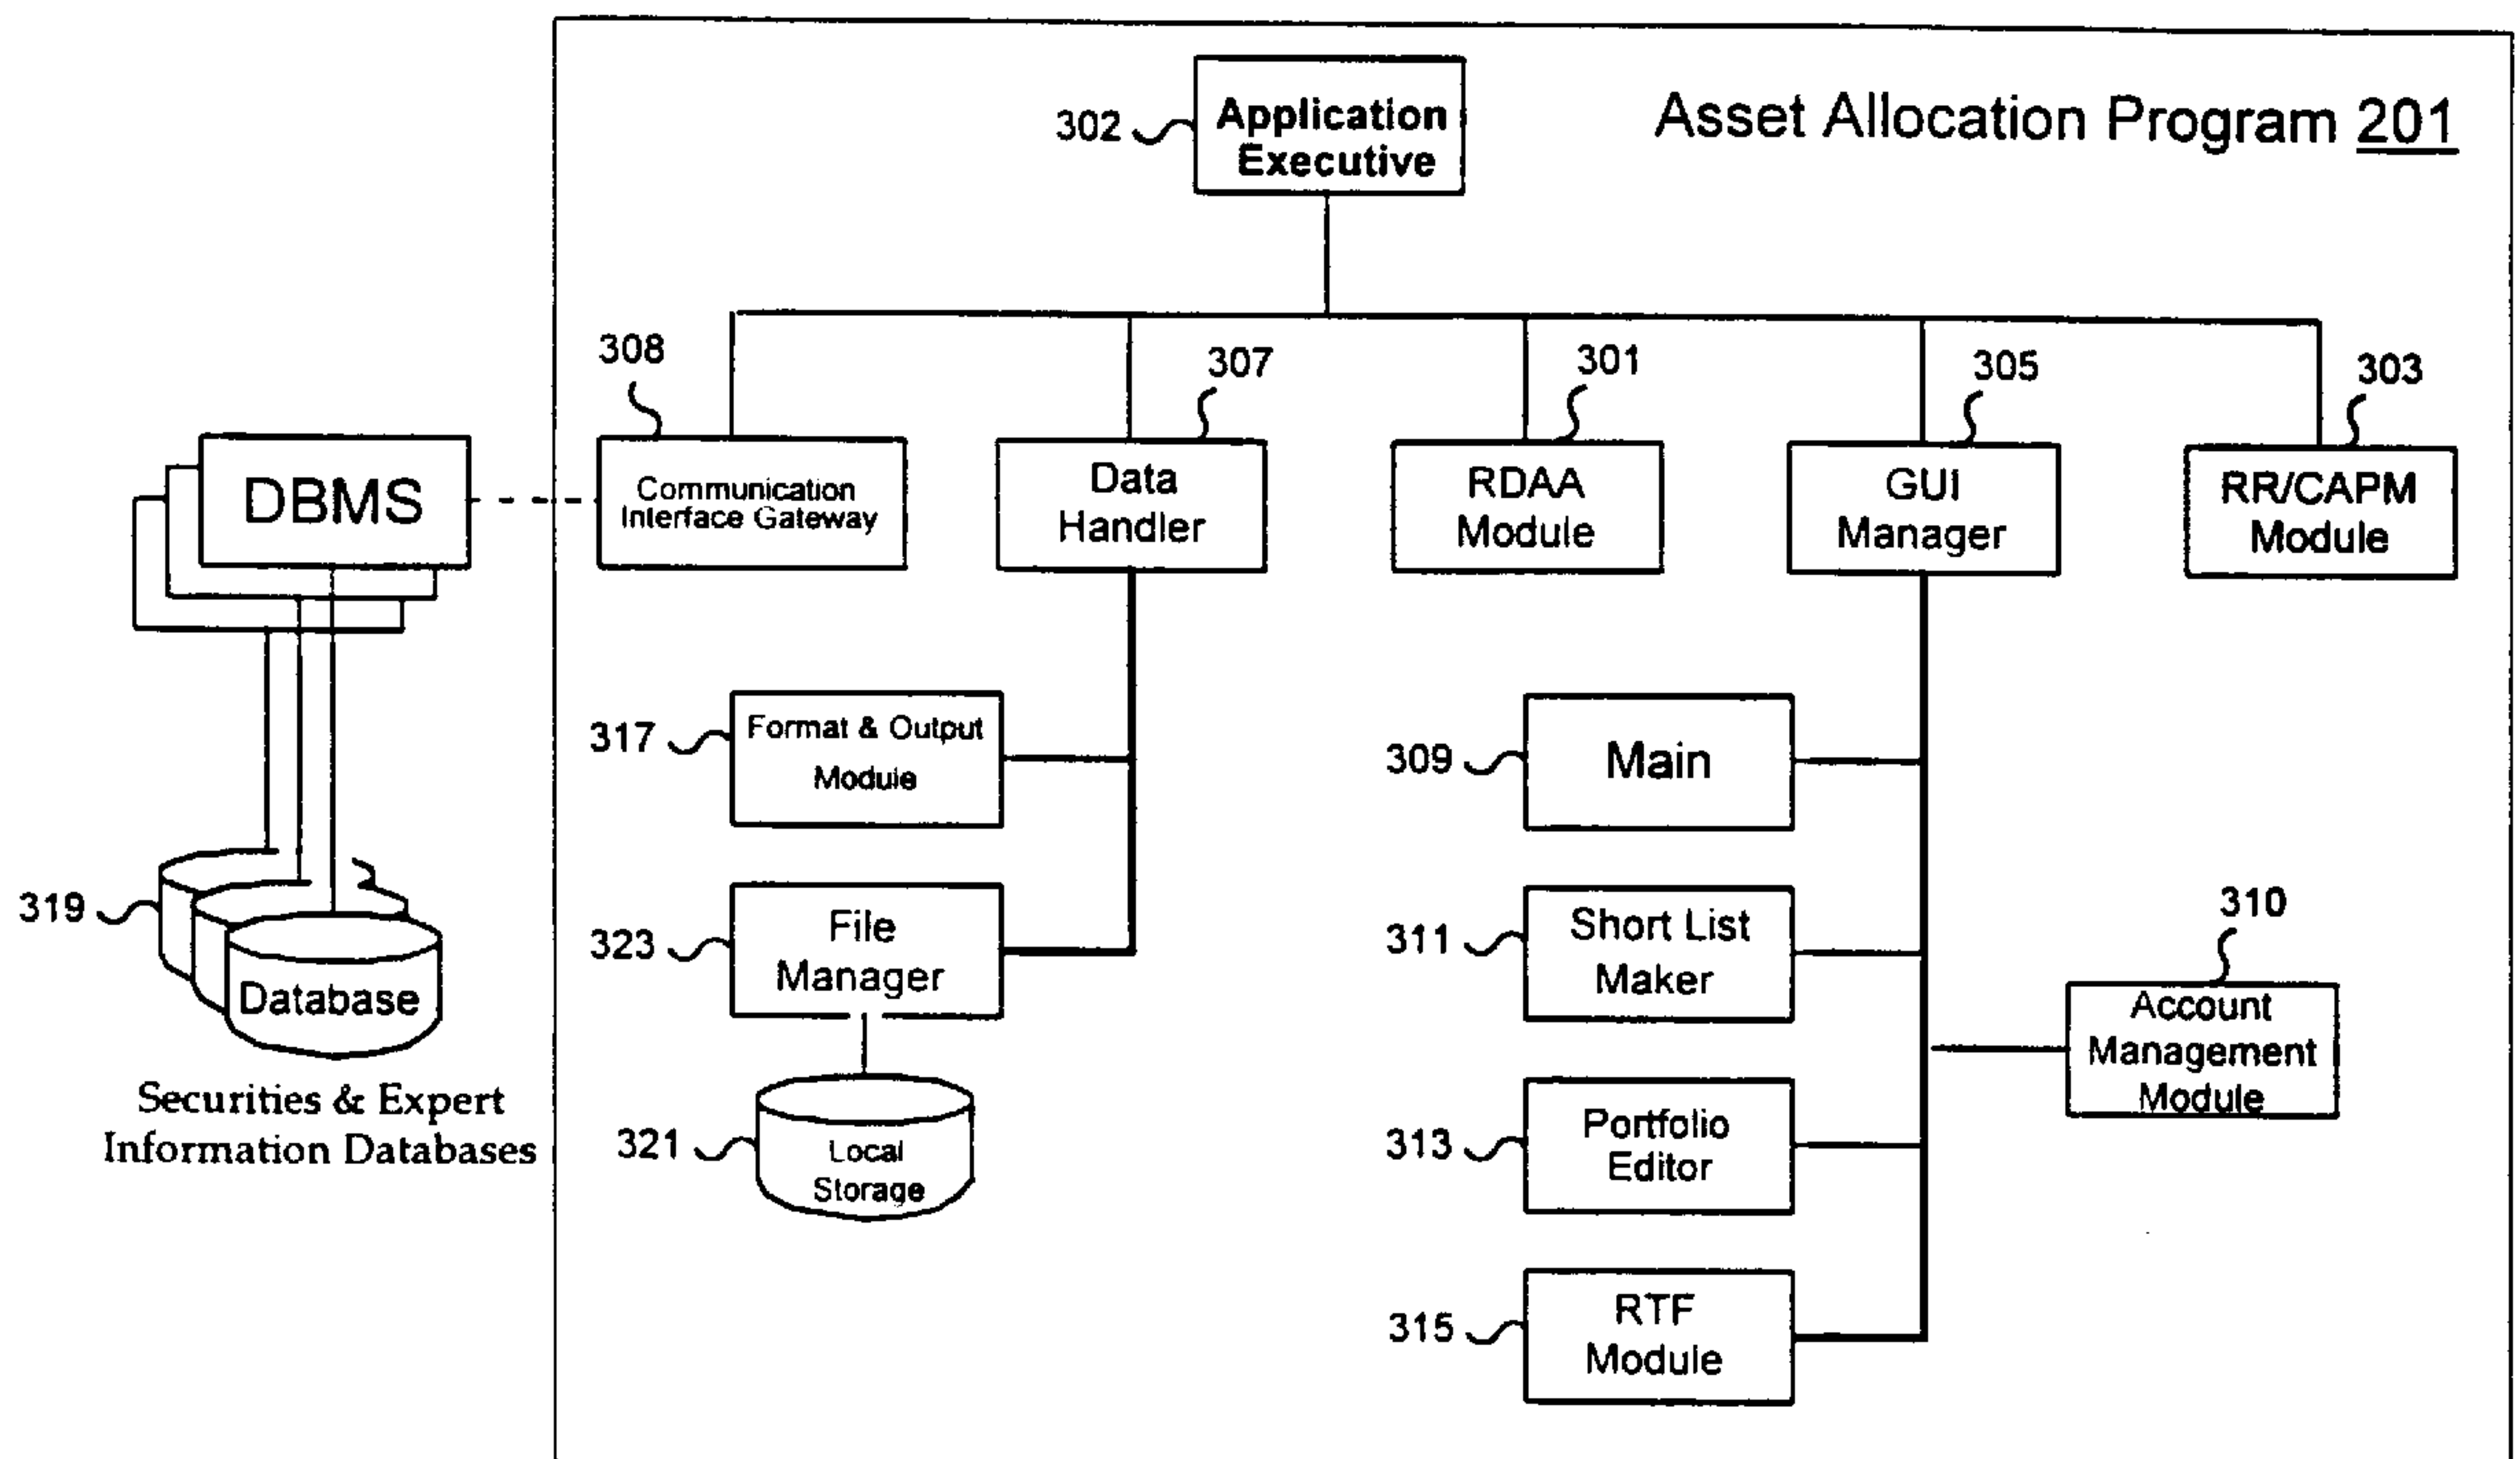 Asset Allocation Program 201
302
Application
Executive
308
307
301
305
303
DBMS
Communication
Interface Gateway
Data
Handler
RDAA
Module
GUI
Manager
RR/CAPM
Module
317
Format & Output
Module
309
Main
319
Database
323
File
Manager
311
Short List
Maker
310
Account
Management
Module
Securities & Expert
Information Databases
321
Local
Storage
313
Portfolio
Editor
315
RTF
Module